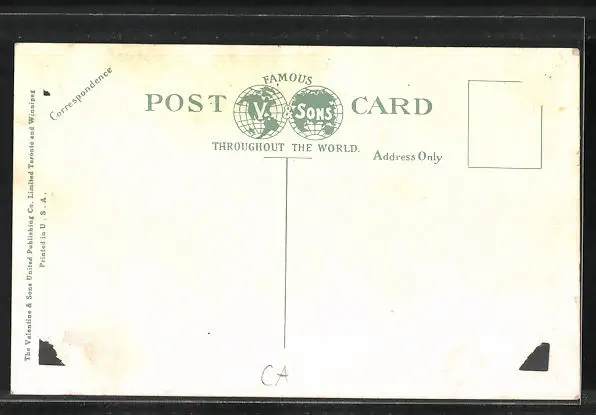 Correspondence
FAMOUS
POST V. & SONS CARD
THROUGHOUT THE WORLD.
Address Only
The Valentine & Sons United Publishing Co. Limited Toronto and Winnipeg
Printed in U.S.A.
CA